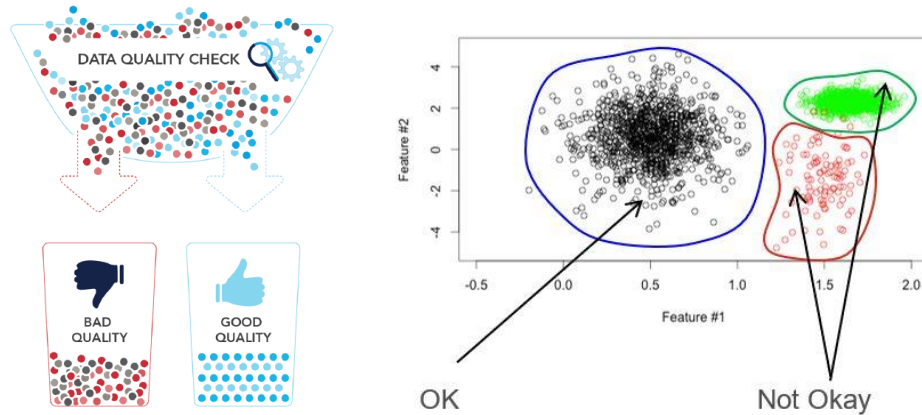 DATA QUALITY CHECK
BAD
QUALITY
GOOD
QUALITY
Feature #2
4
2
0
-2
-4
-0.5
0.0
0.5
1.0
1.5
2.0
Feature #1
OK
Not Okay